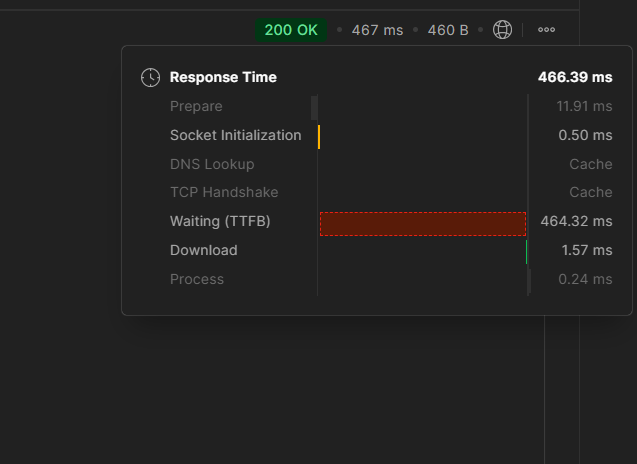 200 OK • 467 ms • 460 B •
Response Time 466.39 ms
Prepare 11.91 ms
Socket Initialization 0.50 ms
DNS Lookup Cache
TCP Handshake Cache
Waiting (TTFB) 464.32 ms
Download 1.57 ms
Process 0.24 ms